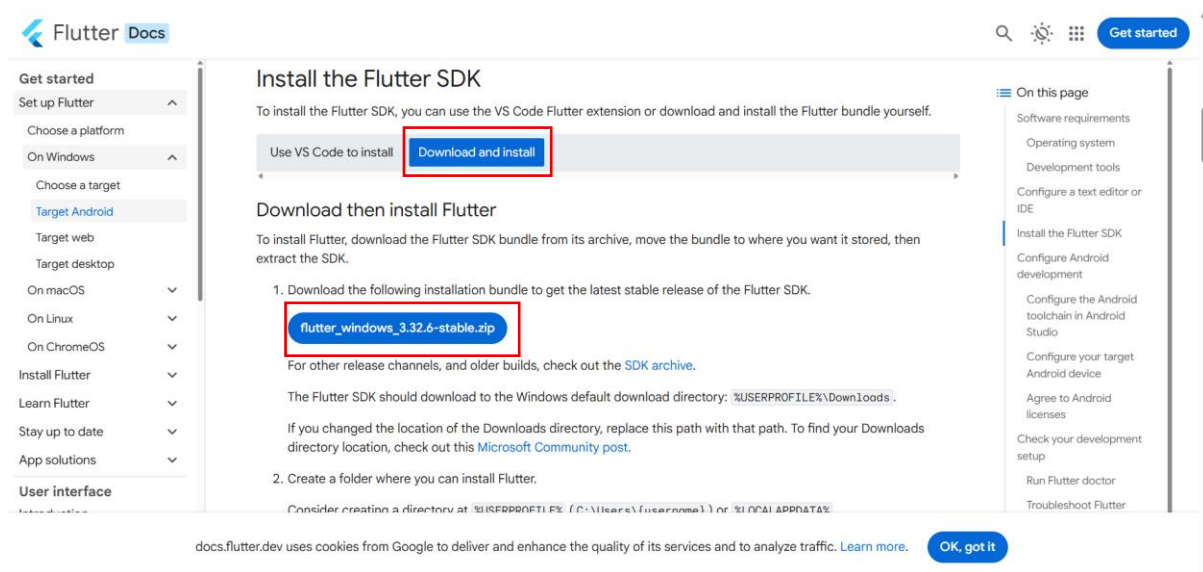 Flutter Docs
Get started
Get started
Set up Flutter
Choose a platform
On Windows
Choose a target
Target Android
Target web
Target desktop
On macOS
On Linux
On ChromeOS
Install Flutter
Learn Flutter
Stay up to date
App solutions
User interface
Install the Flutter SDK
To install the Flutter SDK, you can use the VS Code Flutter extension or download and install the Flutter bundle yourself.
Use VS Code to install Download and install
Download then install Flutter
To install Flutter, download the Flutter SDK bundle from its archive, move the bundle to where you want it stored, then
extract the SDK.
1. Download the following installation bundle to get the latest stable release of the Flutter SDK.
flutter_windows_3.32.6-stable.zip
For other release channels, and older builds, check out the SDK archive.
The Flutter SDK should download to the Windows default download directory: %USERPROFILE%\Downloads.
If you changed the location of the Downloads directory, replace this path with that path. To find your Downloads
directory location, check out this Microsoft Community post.
2. Create a folder where you can install Flutter.
Consider creating a directory at %USERPROFILE% (C:\Users\{username}) or %LOCALAPPDATA%
On this page
Software requirements
Operating system
Development tools
Configure a text editor or
IDE
Install the Flutter SDK
Configure Android
development
Configure the Android
toolchain in Android
Studio
Configure your target
Android device
Agree to Android
licenses
Check your development
setup
Run Flutter doctor
Troubleshoot Flutter
docs.flutter.dev uses cookies from Google to deliver and enhance the quality of its services and to analyze traffic. Learn more.
OK, got it